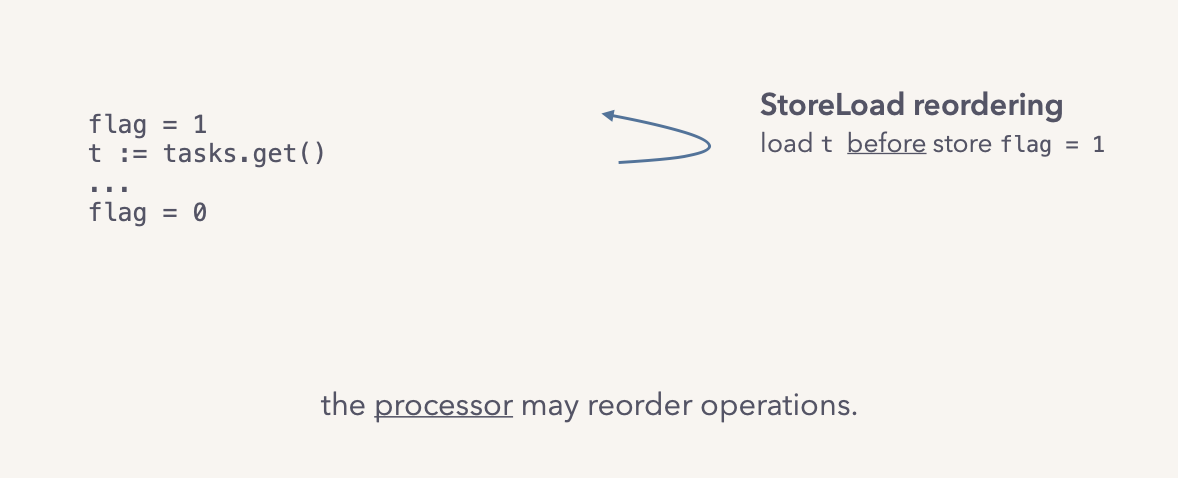 flag = 1
t := tasks.get()
...
flag = 0
StoreLoad reordering
load t before store flag = 1
the processor may reorder operations.